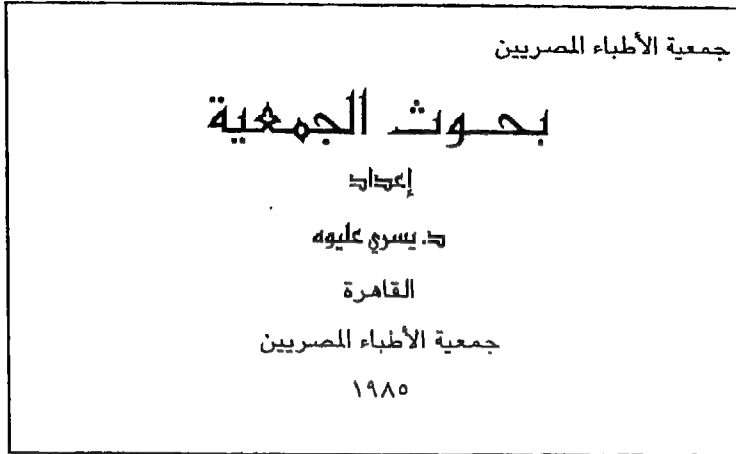 جمعية الأطباء المصريين
بحوث الجمعية
إعداد
د. يسري عليوه
القاهرة
جمعية الأطباء المصريين
١٩٨٥